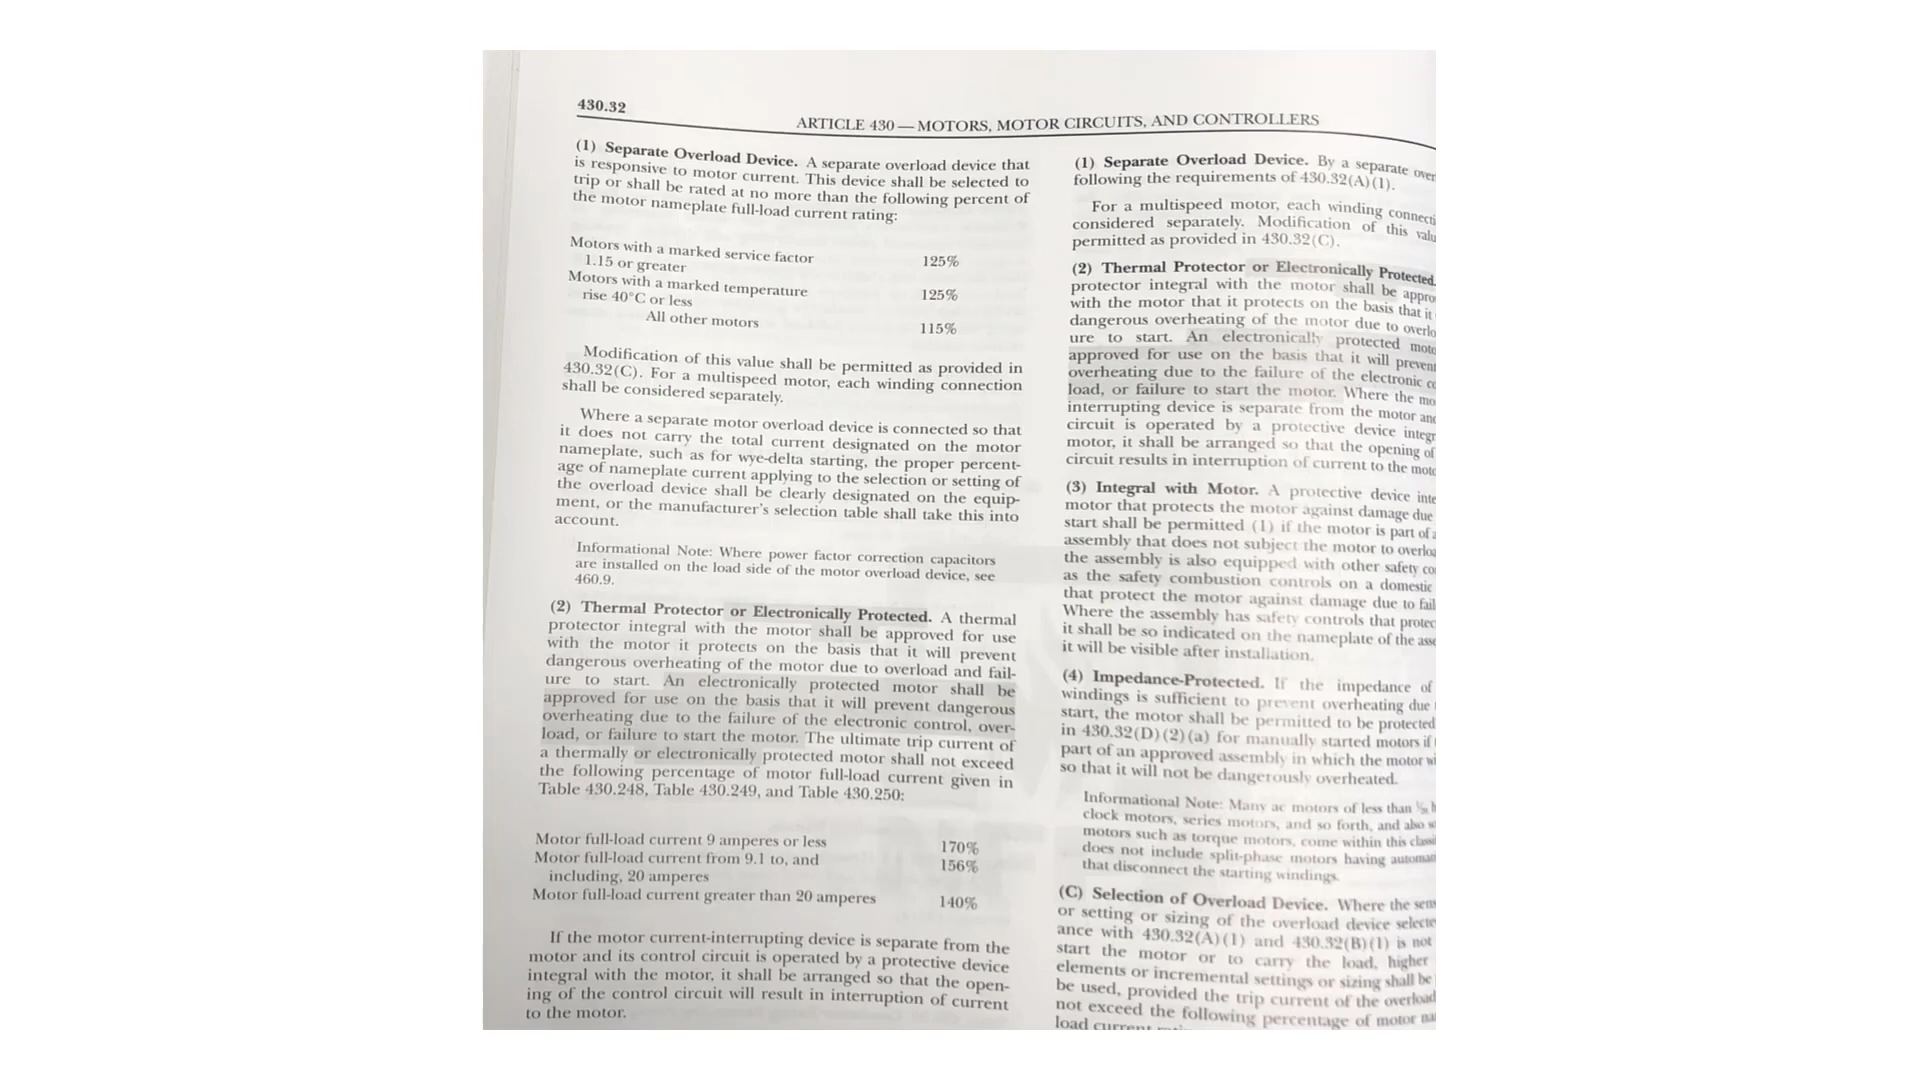 430.32
ARTICLE 430 — MOTORS, MOTOR CIRCUITS, AND CONTROLLERS
(1) Separate Overload Device. A separate overload device that
is responsive to motor current. This device shall be selected to
trip or shall be rated at no more than the following percent of
the motor nameplate full-load current rating:
Motors with a marked service factor
1.15 or greater 125%
Motors with a marked temperature
rise 40°C or less 125%
All other motors 115%
Modification of this value shall be permitted as provided in
430.32(C). For a multispeed motor, each winding connection
shall be considered separately.
Where a separate motor overload device is connected so that
it does not carry the total current designated on the motor
nameplate, such as for wye-delta starting, the proper percent-
age of nameplate current applying to the selection or setting of
the overload device shall be clearly designated on the equip-
ment, or the manufacturer's selection table shall take this into
account.
Informational Note: Where power factor correction capacitors
are installed on the load side of the motor overload device, see
460.9.
(2) Thermal Protector or Electronically Protected. A thermal
protector integral with the motor shall be approved for use
with the motor it protects on the basis that it will prevent
dangerous overheating of the motor due to overload and fail-
ure to start. An electronically protected motor shall be
approved for use on the basis that it will prevent dangerous
overheating due to the failure of the electronic control, over-
load, or failure to start the motor. The ultimate trip current of
a thermally or electronically protected motor shall not exceed
the following percentage of motor full-load current given in
Table 430.248, Table 430.249, and Table 430.250:
Motor full-load current 9 amperes or less 170%
Motor full-load current from 9.1 to, and 156%
including, 20 amperes
Motor full-load current greater than 20 amperes 140%
If the motor current-interrupting device is separate from the
motor and its control circuit is operated by a protective device
integral with the motor, it shall be arranged so that the open-
ing of the control circuit will result in interruption of current
to the motor.
(1) Separate Overload Device. By a separate over
following the requirements of 430.32(A)(1).
For a multispeed motor, each winding connecti
considered separately. Modification of this valu
permitted as provided in 430.32(C).
(2) Thermal Protector or Electronically Protected.
protector integral with the motor shall be appro
with the motor that it protects on the basis that it
dangerous overheating of the motor due to overlo
ure to start. An electronically protected moto
approved for use on the basis that it will prevent
overheating due to the failure of the electronic co
load, or failure to start the motor. Where the mo
interrupting device is separate from the motor and
circuit is operated by a protective device integr
motor, it shall be arranged so that the opening of
circuit results in interruption of current to the moto
(3) Integral with Motor. A protective device inte
motor that protects the motor against damage due
start shall be permitted (1) if the motor is part of a
assembly that does not subject the motor to overloa
the assembly is also equipped with other safety co
as the safety combustion controls on a domestic
that protect the motor against damage due to fail
Where the assembly has safety controls that protec
it shall be so indicated on the nameplate of the asse
it will be visible after installation.
(4) Impedance-Protected. If the impedance of
windings is sufficient to prevent overheating due
start, the motor shall be permitted to be protected
in 430.32(D)(2)(a) for manually started motors if
part of an approved assembly in which the motor wi
so that it will not be dangerously overheated.
Informational Note: Many ac motors of less than
clock motors, series motors, and so forth, and also
motors such as torque motors, come within this classi
does not include split-phase motors having automat
that disconnect the starting windings.
(C) Selection of Overload Device. Where the sens
or setting or sizing of the overload device selecte
ance with 430.32(A)(1) and 430.32(B)(1) is not
start the motor or to carry the load, higher
elements or incremental settings or sizing shall be
be used, provided the trip current of the overload
not exceed the following percentage of motor na
load current